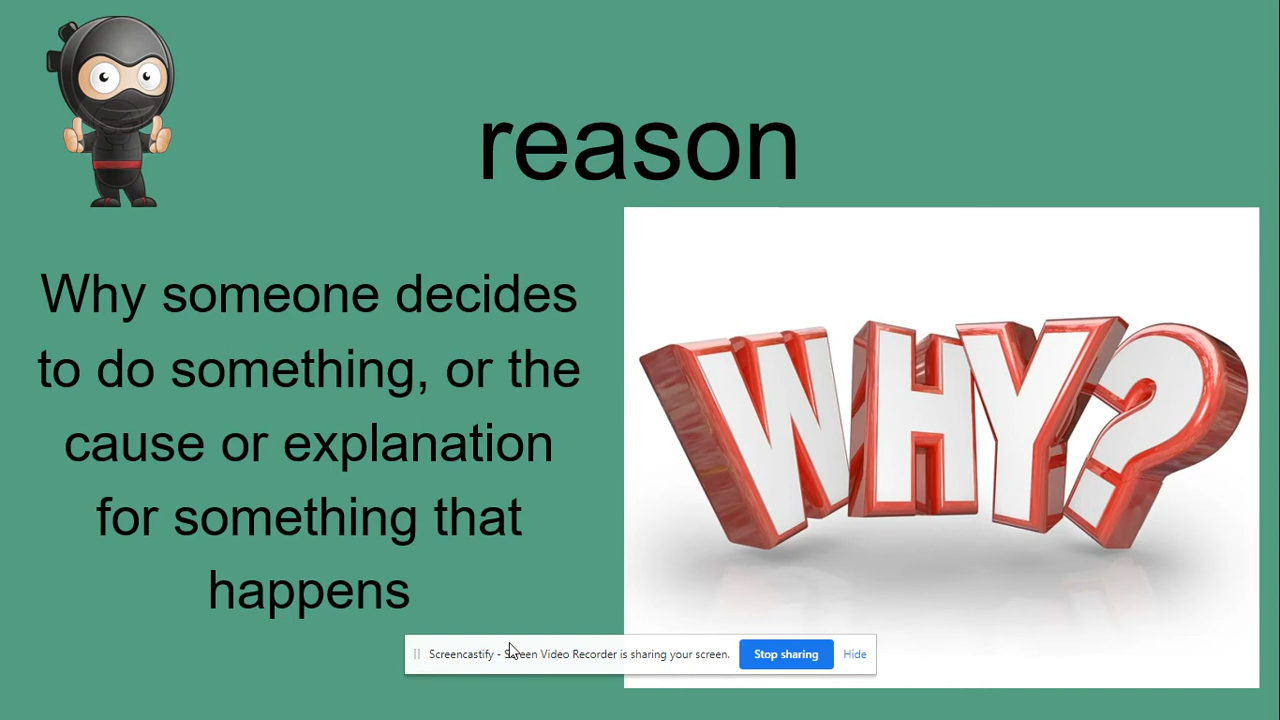 reason
Why someone decides
to do something, or the
cause or explanation
for something that
happens
WHY?
Screencastify - Screen Video Recorder is sharing your screen.
Stop sharing
Hide